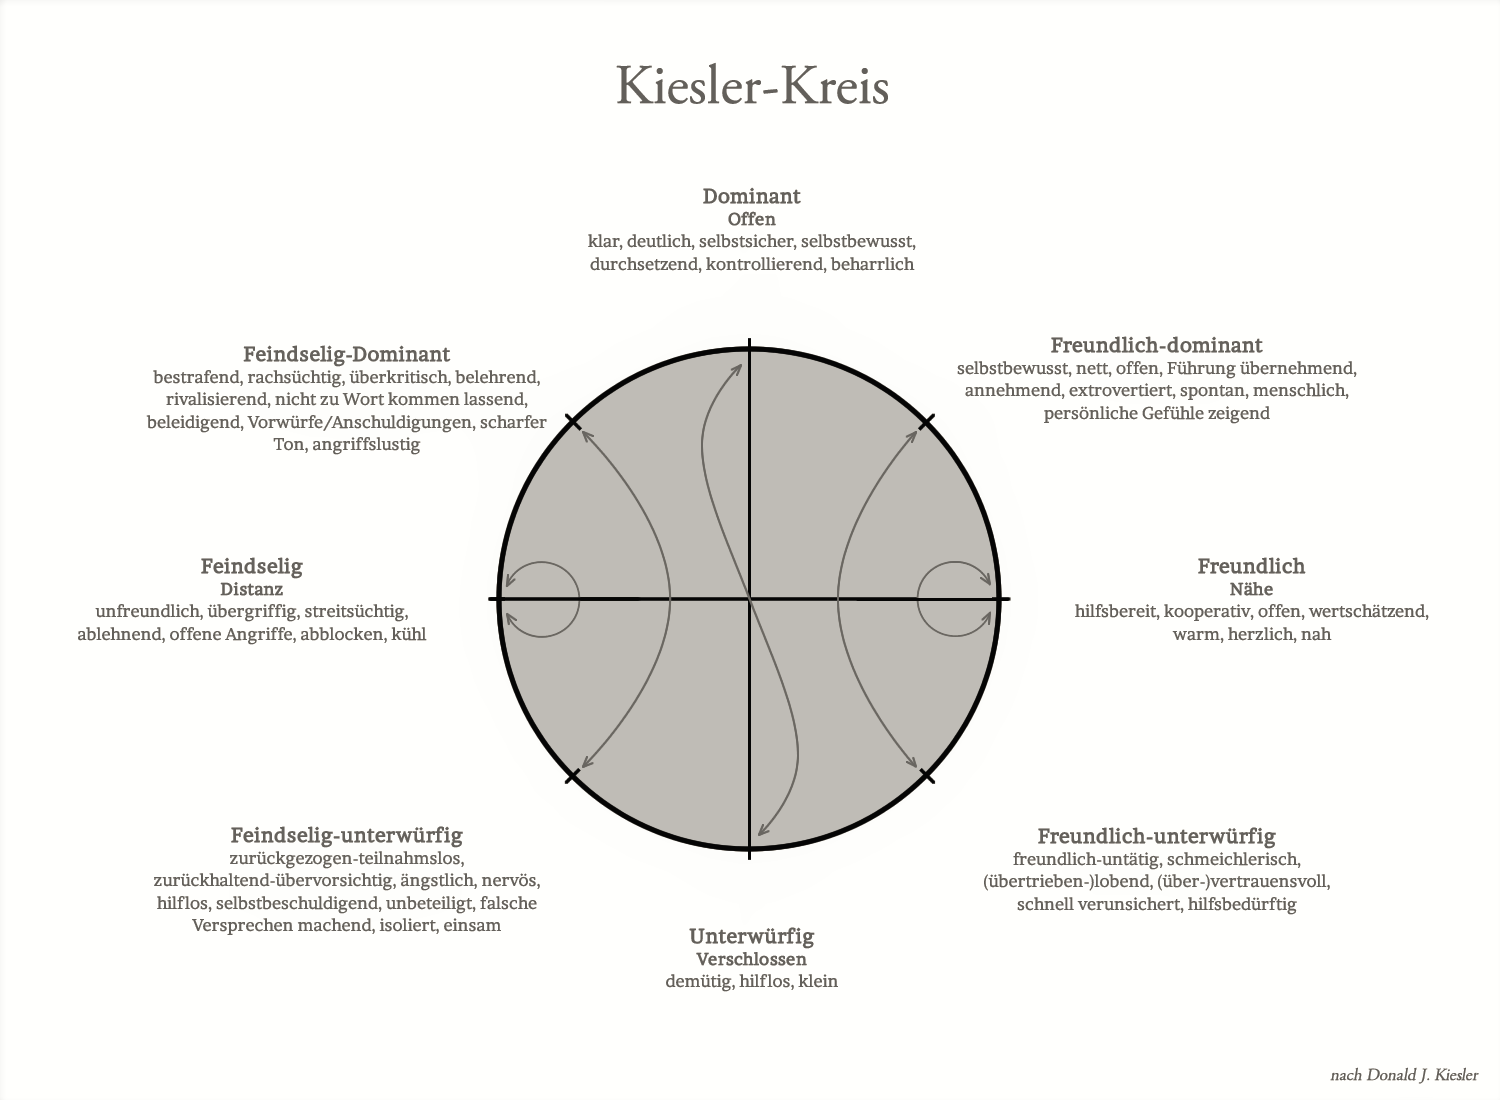 Kiesler-Kreis
Dominant
Offen
klar, deutlich, selbstsicher, selbstbewusst,
durchsetzend, kontrollierend, beharrlich
Feindselig-Dominant
bestrafend, rachsüchtig, überkritisch, belehrend,
rivalisierend, nicht zu Wort kommen lassend,
beleidigend, Vorwürfe/Anschuldigungen, scharfer
Ton, angriffslustig
Freundlich-dominant
selbstbewusst, nett, offen, Führung übernehmend,
annehmend, extrovertiert, spontan, menschlich,
persönliche Gefühle zeigend
Feindselig
Distanz
unfreundlich, übergriffig, streitsüchtig,
ablehnend, offene Angriffe, abblocken, kühl
Freundlich
Nähe
hilfsbereit, kooperativ, offen, wertschätzend,
warm, herzlich, nah
Feindselig-unterwürfig
zurückgezogen-teilnahmslos,
zurückhaltend-übervorsichtig, ängstlich, nervös,
hilflos, selbstbeschuldigend, unbeteiligt, falsche
Versprechen machend, isoliert, einsam
Freundlich-unterwürfig
freundlich-untätig, schmeichlerisch,
(übertrieben-)lobend, (über-)vertrauensvoll,
schnell verunsichert, hilfsbedürftig
Unterwürfig
Verschlossen
demütig, hilflos, klein
nach Donald J. Kiesler